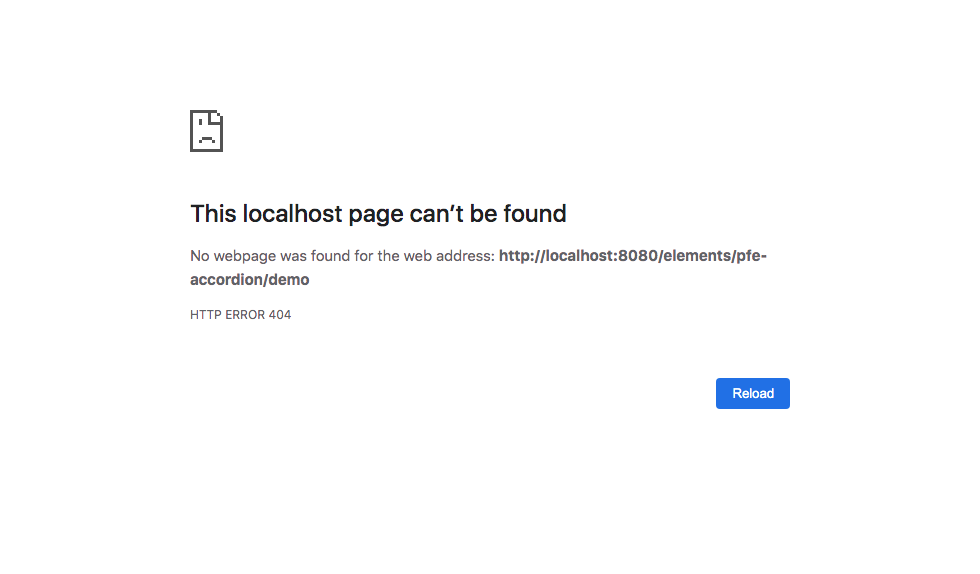 This localhost page can’t be found
No webpage was found for the web address: http://localhost:8080/elements/pfe-
accordion/demo
HTTP ERROR 404
Reload